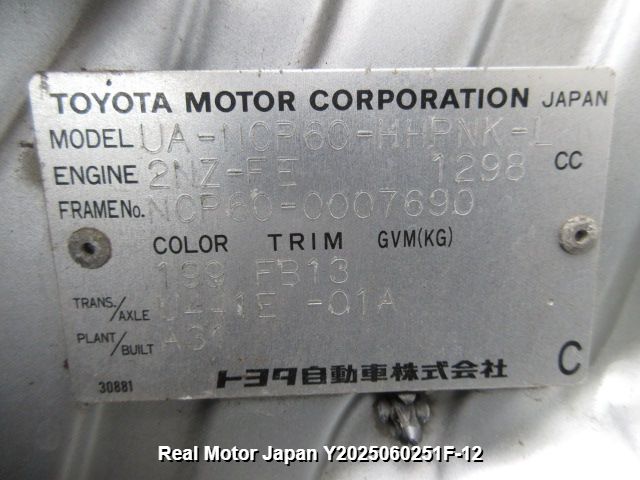 TOYOTA MOTOR CORPORATION JAPAN
MODEL UA-NCP60-HHPNK-L
ENGINE 2NZ-FE 1298 CC
FRAME No. NCP60-0007690
COLOR TRIM GVM(KG)
199 FB13
TRANS./AXLE U441E -01A
PLANT/BUILT A31
30881 トヨタ自動車株式会社 C
Real Motor Japan Y2025060251F-12